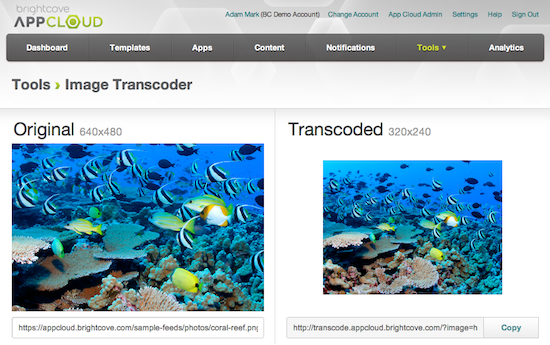 brightcove
APPCLOUD
Adam Mark (BC Demo Account) Change Account App Cloud Admin Settings Help Sign Out
Dashboard Templates Apps Content Notifications Tools ▾ Analytics
Tools › Image Transcoder
Original 640x480
Transcoded 320x240
https://appcloud.brightcove.com/sample-feeds/photos/coral-reef.png
http://transcode.appcloud.brightcove.com/?image=h
Copy